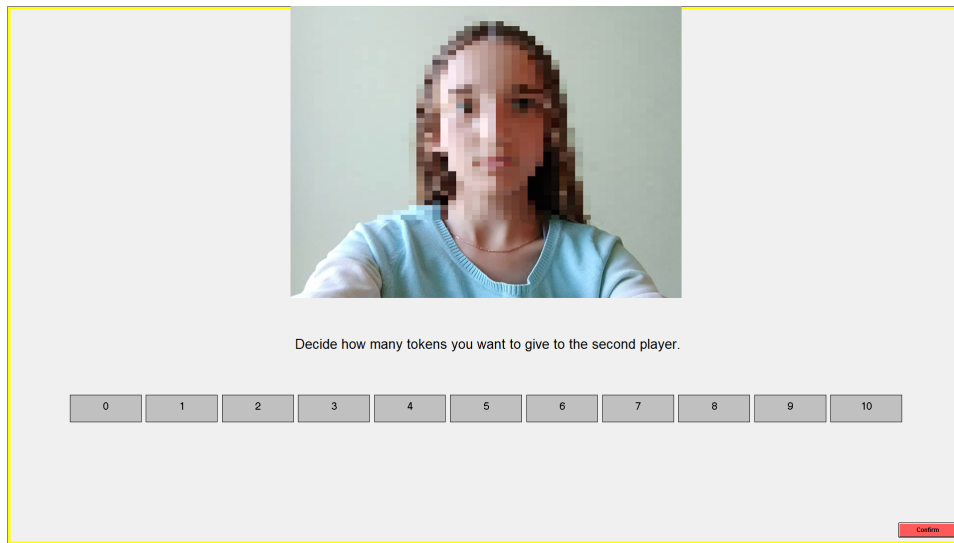 Decide how many tokens you want to give to the second player.
0 1 2 3 4 5 6 7 8 9 10
Confirm